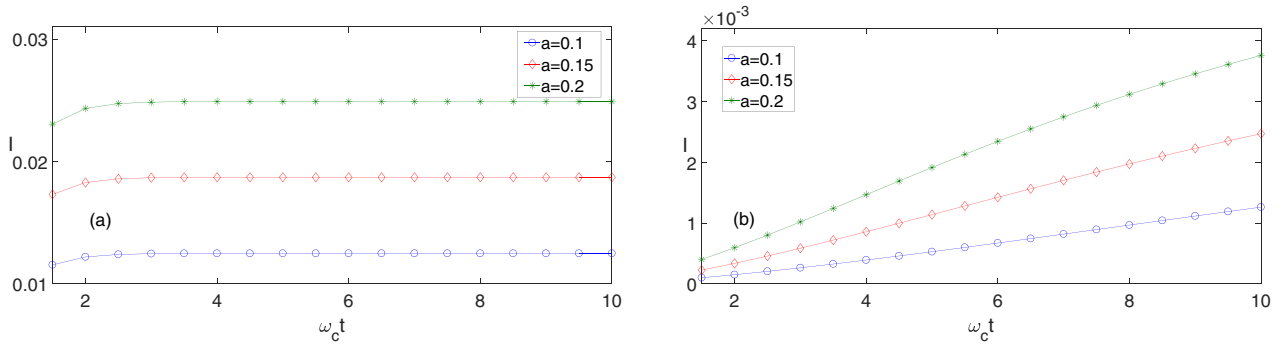 0.03
0.02
0.01
I
2 4 6 8 10
ω_c t
(a)
a=0.1
a=0.15
a=0.2
×10⁻³
4
3
2
1
0
I
2 4 6 8 10
ω_c t
(b)
a=0.1
a=0.15
a=0.2